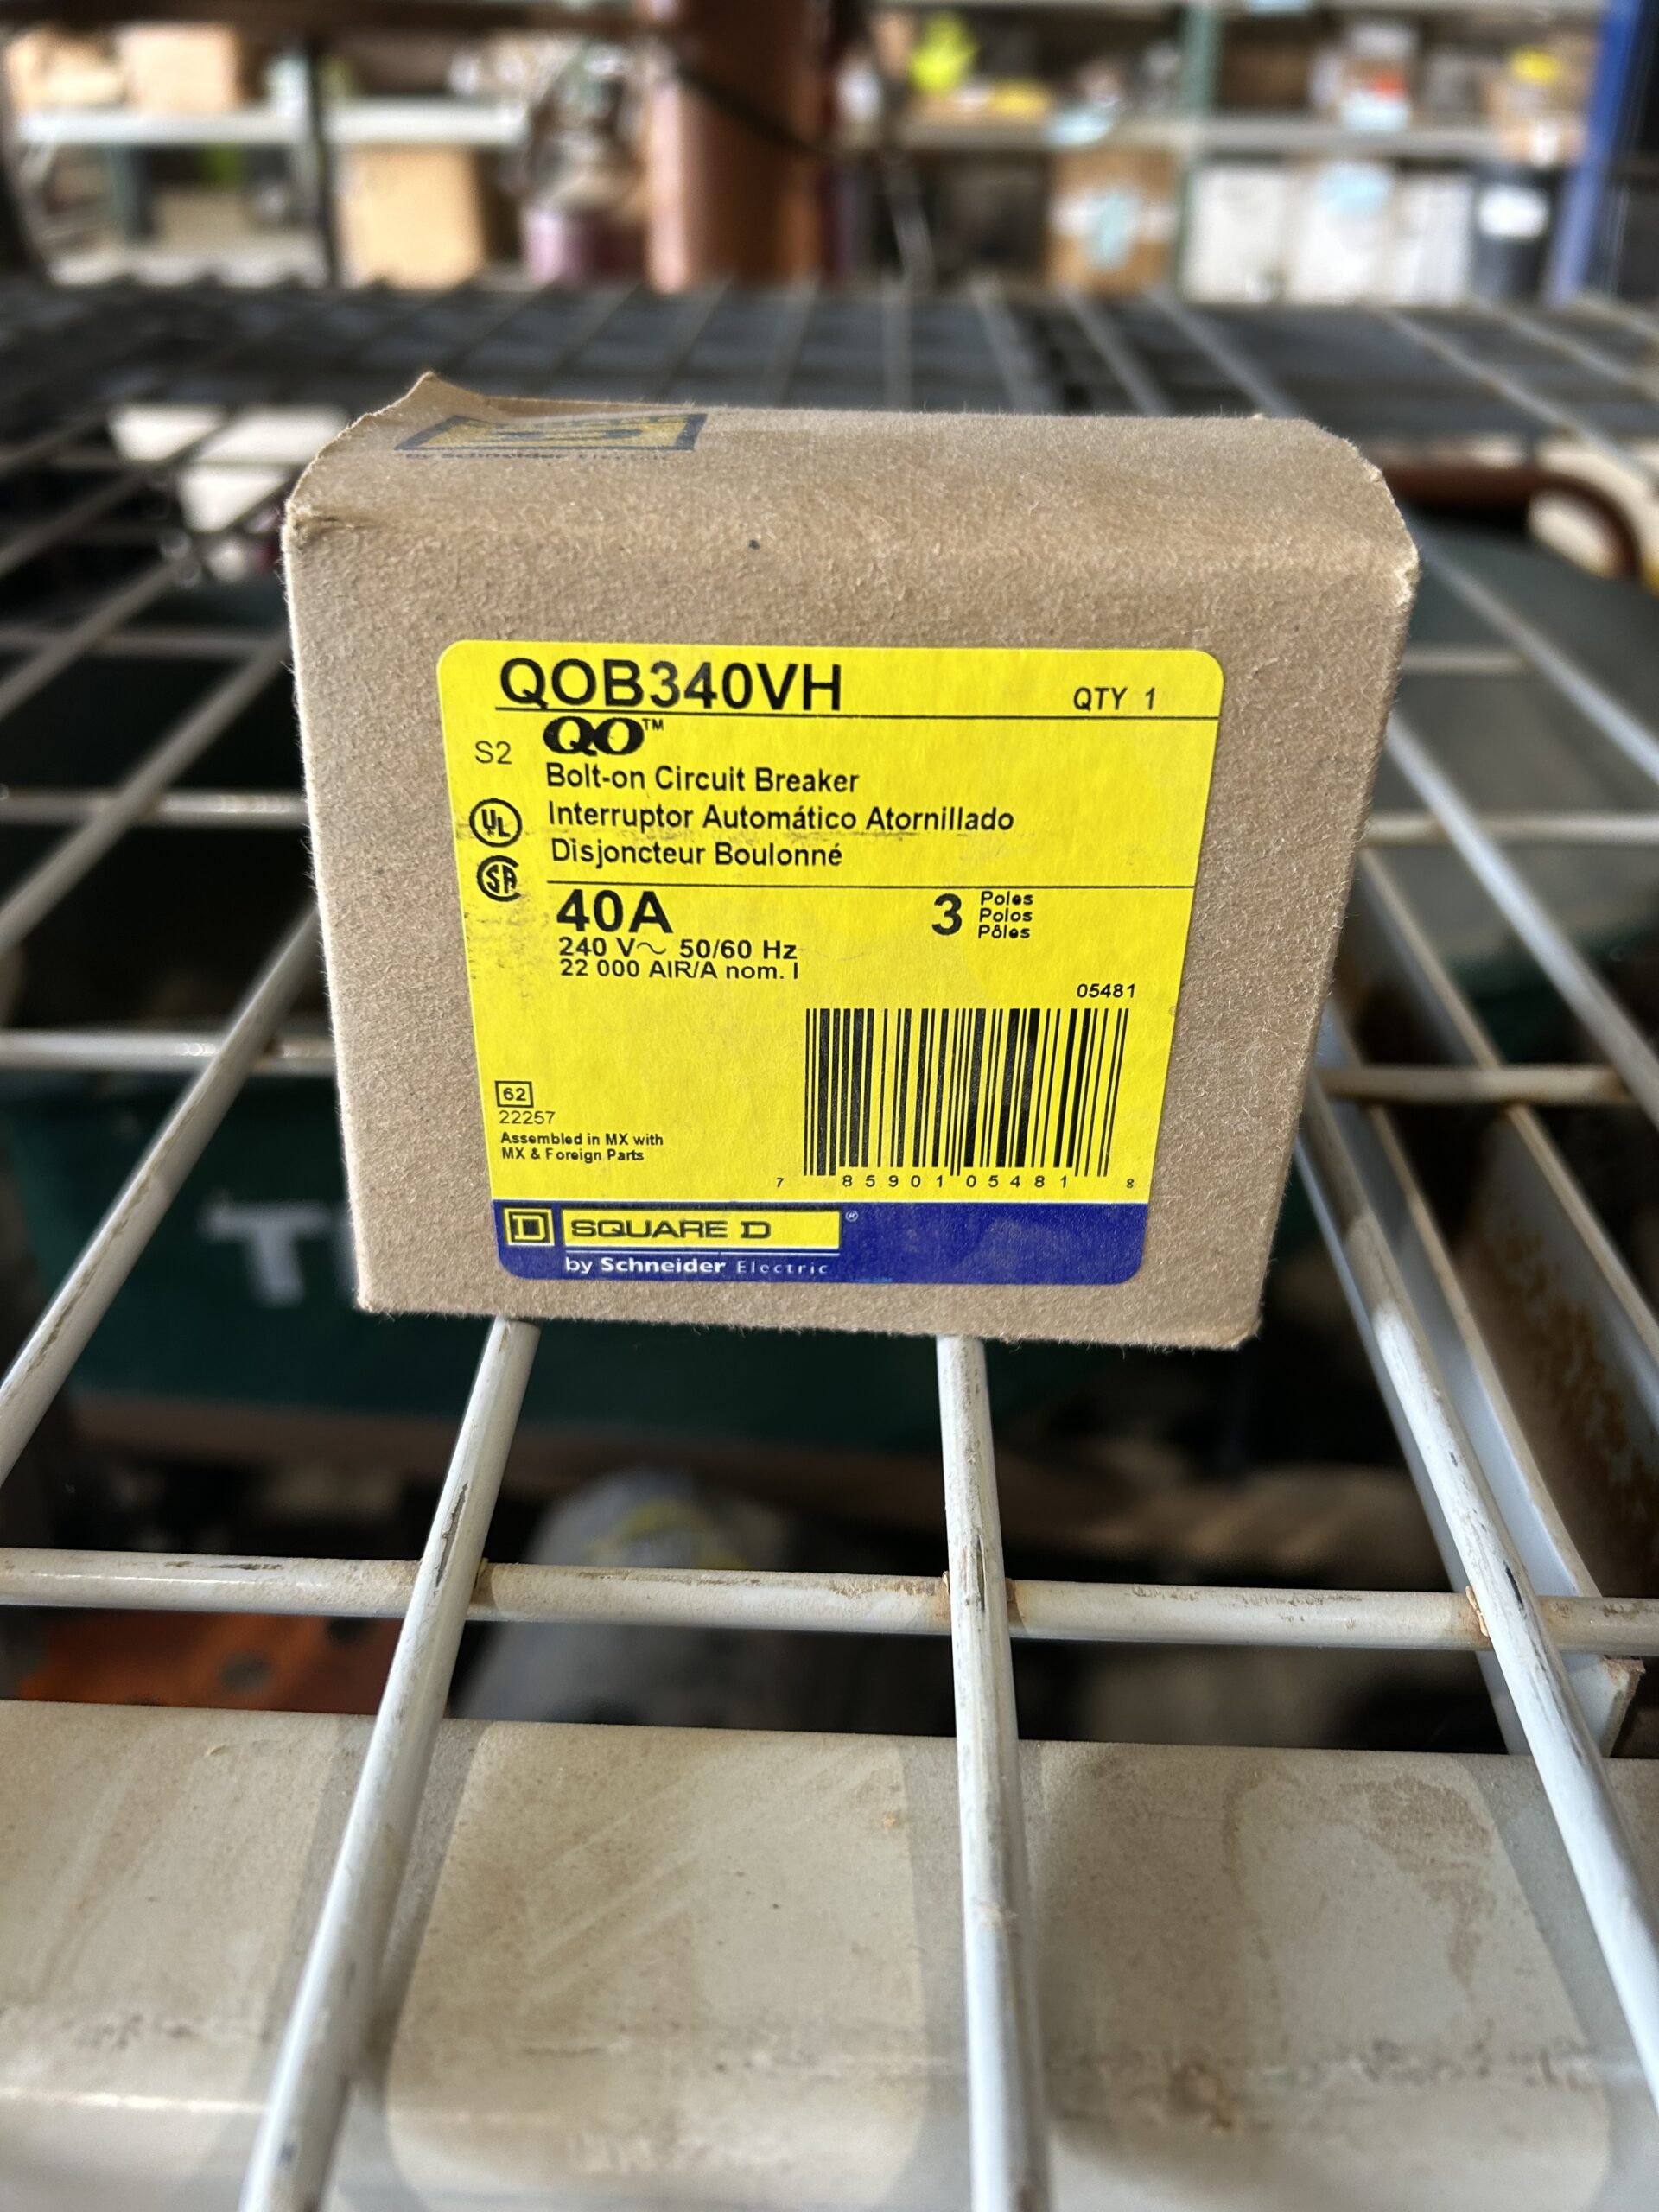 QOB340VH QTY 1
QO™
S2
Bolt-on Circuit Breaker
UL
Interruptor Automático Atornillado
Disjoncteur Boulonné
SA
40A 3 Poles
Polos
Pôles
240 V~ 50/60 Hz
22 000 AIR/A nom. I
05481
62
22257
Assembled in MX with
MX & Foreign Parts
7 85901 05481 8
D SQUARE D ®
by Schneider Electric
T